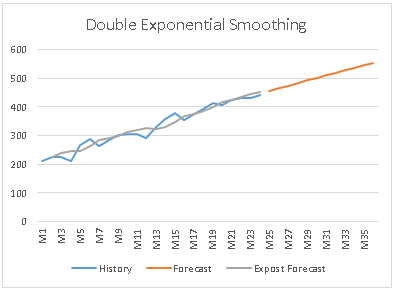 Double Exponential Smoothing
600
500
400
300
200
100
0
M1 M3 M5 M7 M9 M11 M13 M15 M17 M19 M21 M23 M25 M27 M29 M31 M33 M35
History Forecast Expost Forecast